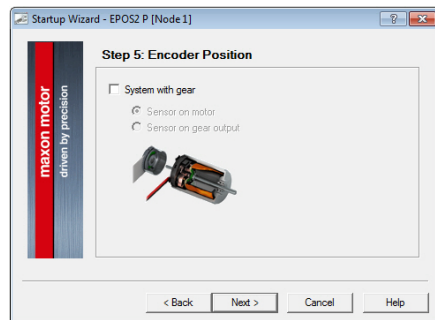 Startup Wizard - EPOS2 P [Node 1]
Step 5: Encoder Position
maxon motor
driven by precision
System with gear
Sensor on motor
Sensor on gear output
< Back
Next >
Cancel
Help